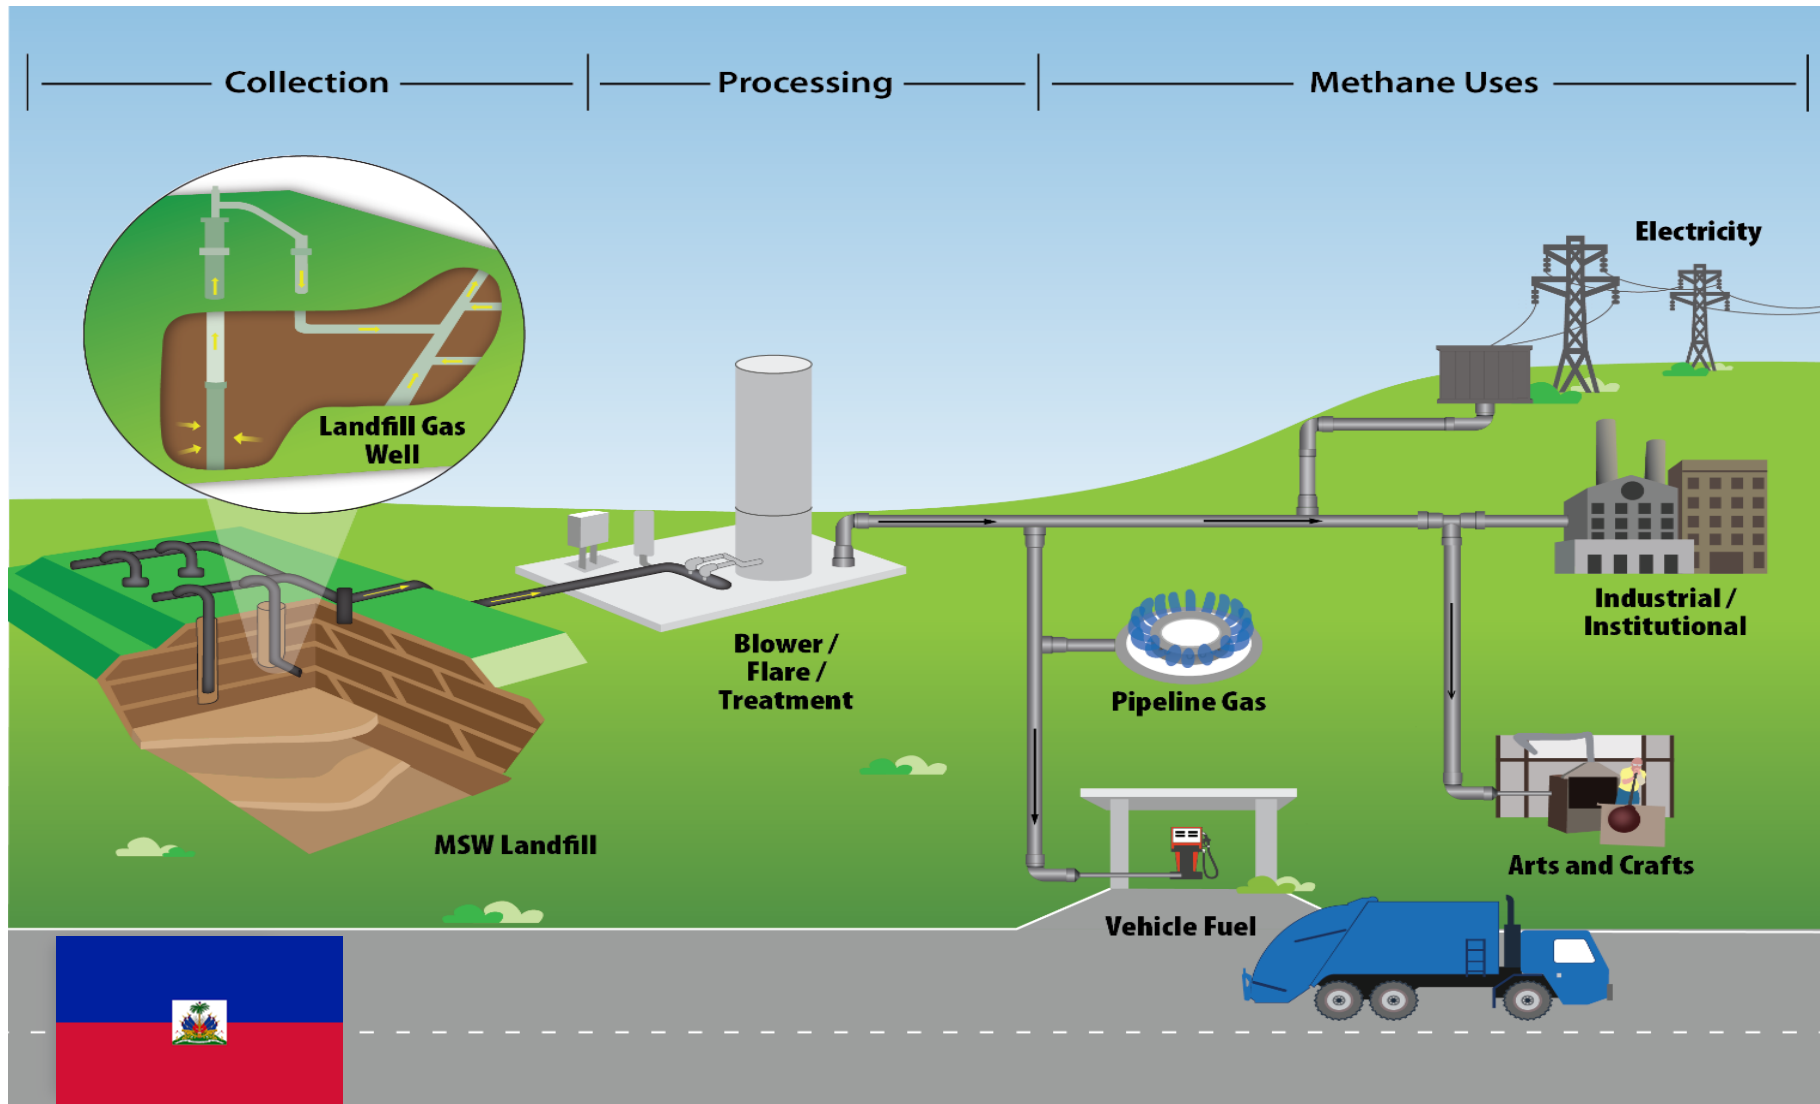 Collection
Processing
Methane Uses
Electricity
Landfill Gas
Well
Industrial /
Institutional
Blower /
Flare /
Treatment
Pipeline Gas
MSW Landfill
Arts and Crafts
Vehicle Fuel